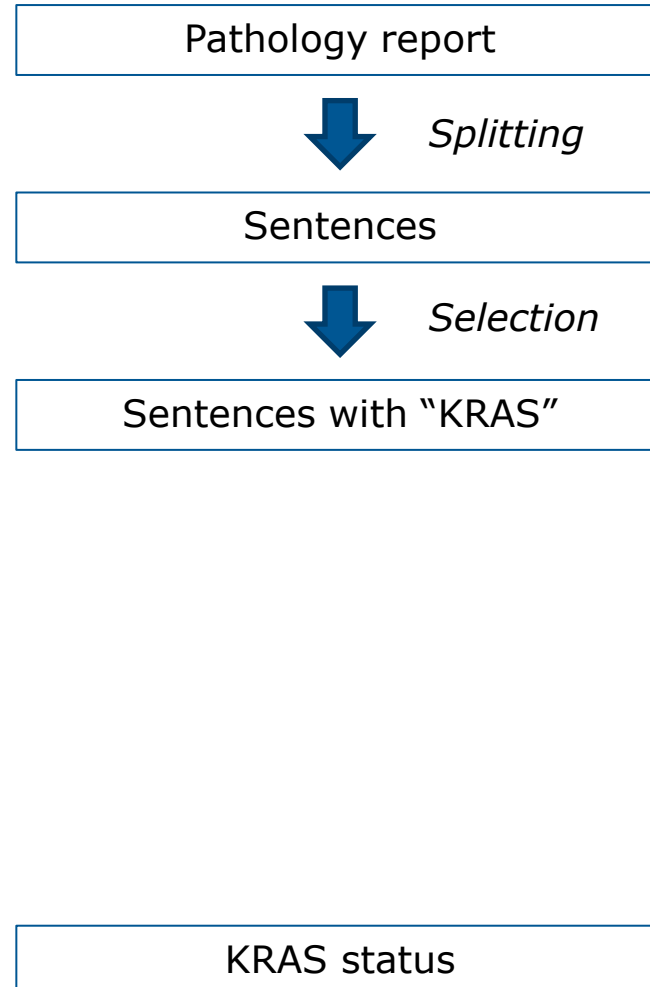 Pathology report
Splitting
Sentences
Selection
Sentences with “KRAS”
KRAS status